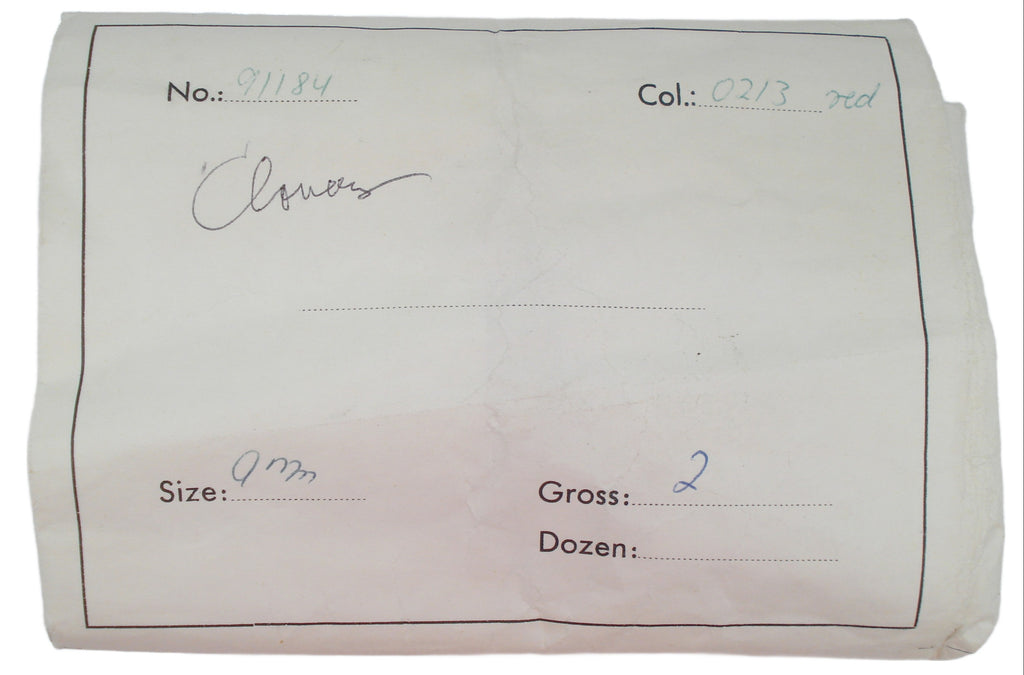 No.: 91184 Col.: 0213 red
Size: 9mm
Gross: 2
Dozen: